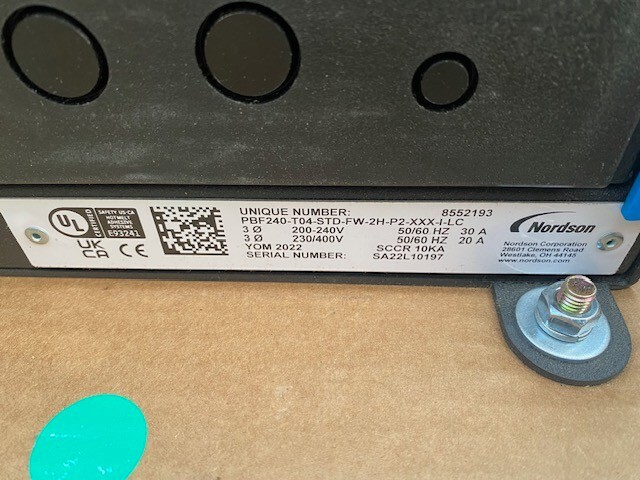 UL
SAFETY US-CA
HOT MELT
ADHESIVE
SYSTEMS
E93241
UK
CA
CE
UNIQUE NUMBER: 8552193
PBF240-T04-STD-FW-2H-P2-XXX-I-LC
3 Ø 200-240V 50/60 HZ 30 A
3 Ø 230/400V 50/60 HZ 20 A
YOM 2022 SCCR 10KA
SERIAL NUMBER: SA22L10197
Nordson
Nordson Corporation
28601 Clemens Road
Westlake, OH 44145
www.nordson.com